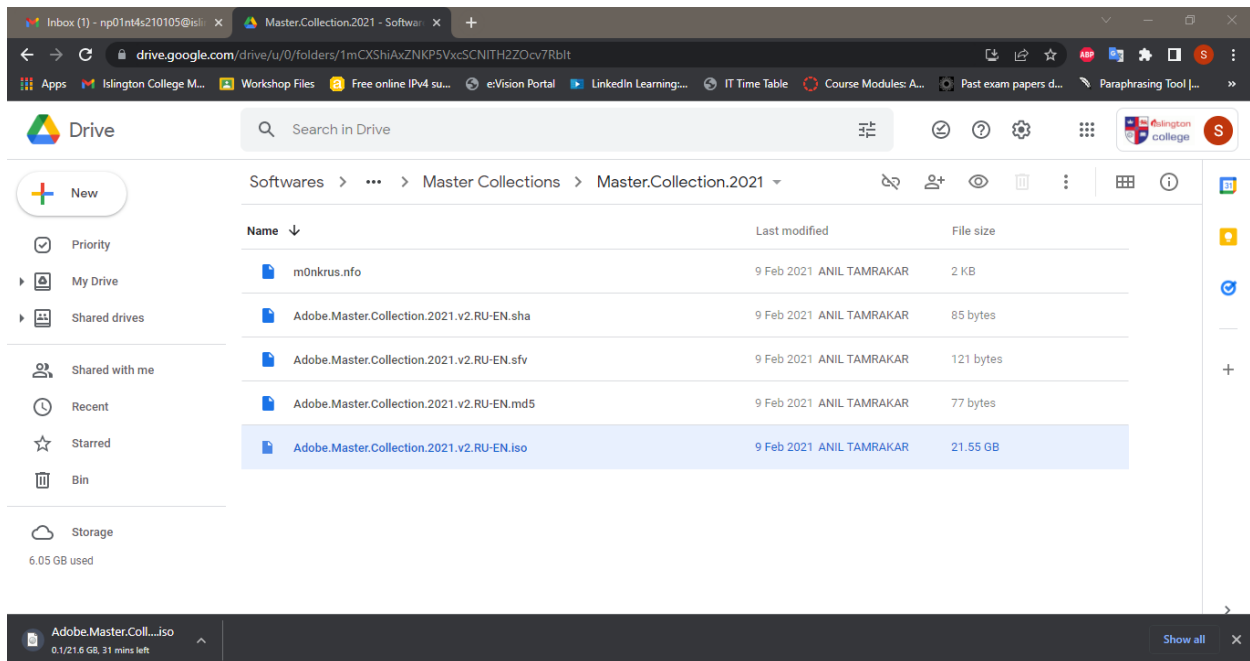 Inbox (1) - np01nt4s210105@isli
Master.Collection.2021 - Softwar
drive.google.com/drive/u/0/folders/1mCXShiAxZNKP5VxcSCNlTH2ZOcv7RbIt
ABP
S
Apps
Islington College M...
Workshop Files
Free online IPv4 su...
eVision Portal
LinkedIn Learning:...
IT Time Table
Course Modules: A...
Past exam papers d...
Paraphrasing Tool |...
»
Drive
Search in Drive
islington
college
S
New
Softwares > ··· > Master Collections > Master.Collection.2021
31
Name
Last modified
File size
Priority
My Drive
Shared drives
Shared with me
Recent
Starred
Bin
Storage
6.05 GB used
m0nkrus.nfo 9 Feb 2021 ANIL TAMRAKAR 2 KB
Adobe.Master.Collection.2021.v2.RU-EN.sha 9 Feb 2021 ANIL TAMRAKAR 85 bytes
Adobe.Master.Collection.2021.v2.RU-EN.sfv 9 Feb 2021 ANIL TAMRAKAR 121 bytes
Adobe.Master.Collection.2021.v2.RU-EN.md5 9 Feb 2021 ANIL TAMRAKAR 77 bytes
Adobe.Master.Collection.2021.v2.RU-EN.iso 9 Feb 2021 ANIL TAMRAKAR 21.55 GB
Adobe.Master.Coll....iso
0.1/21.6 GB, 31 mins left
Show all